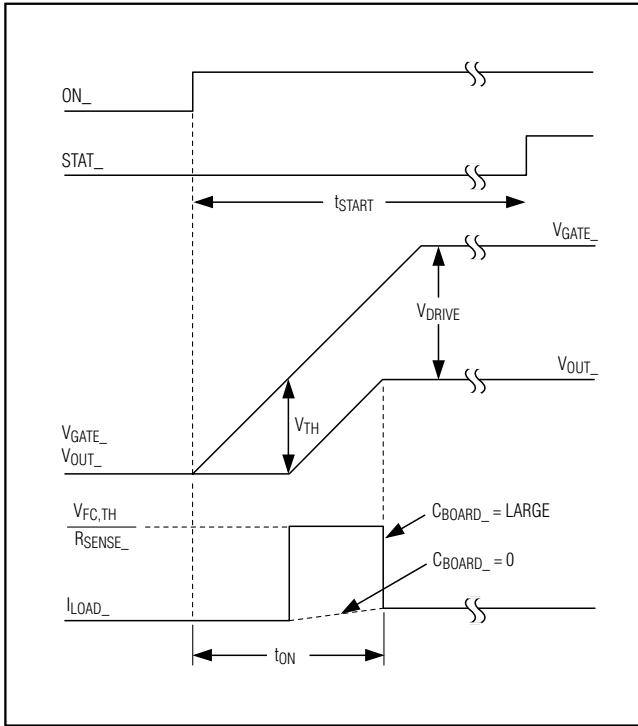 ON_
STAT_
tSTART
VGATE_
VDRIVE
VOUT_
VTH
VGATE_
VOUT_
VFC,TH
RSENSE_
CBOARD_ = LARGE
CBOARD_ = 0
ILOAD_
tON